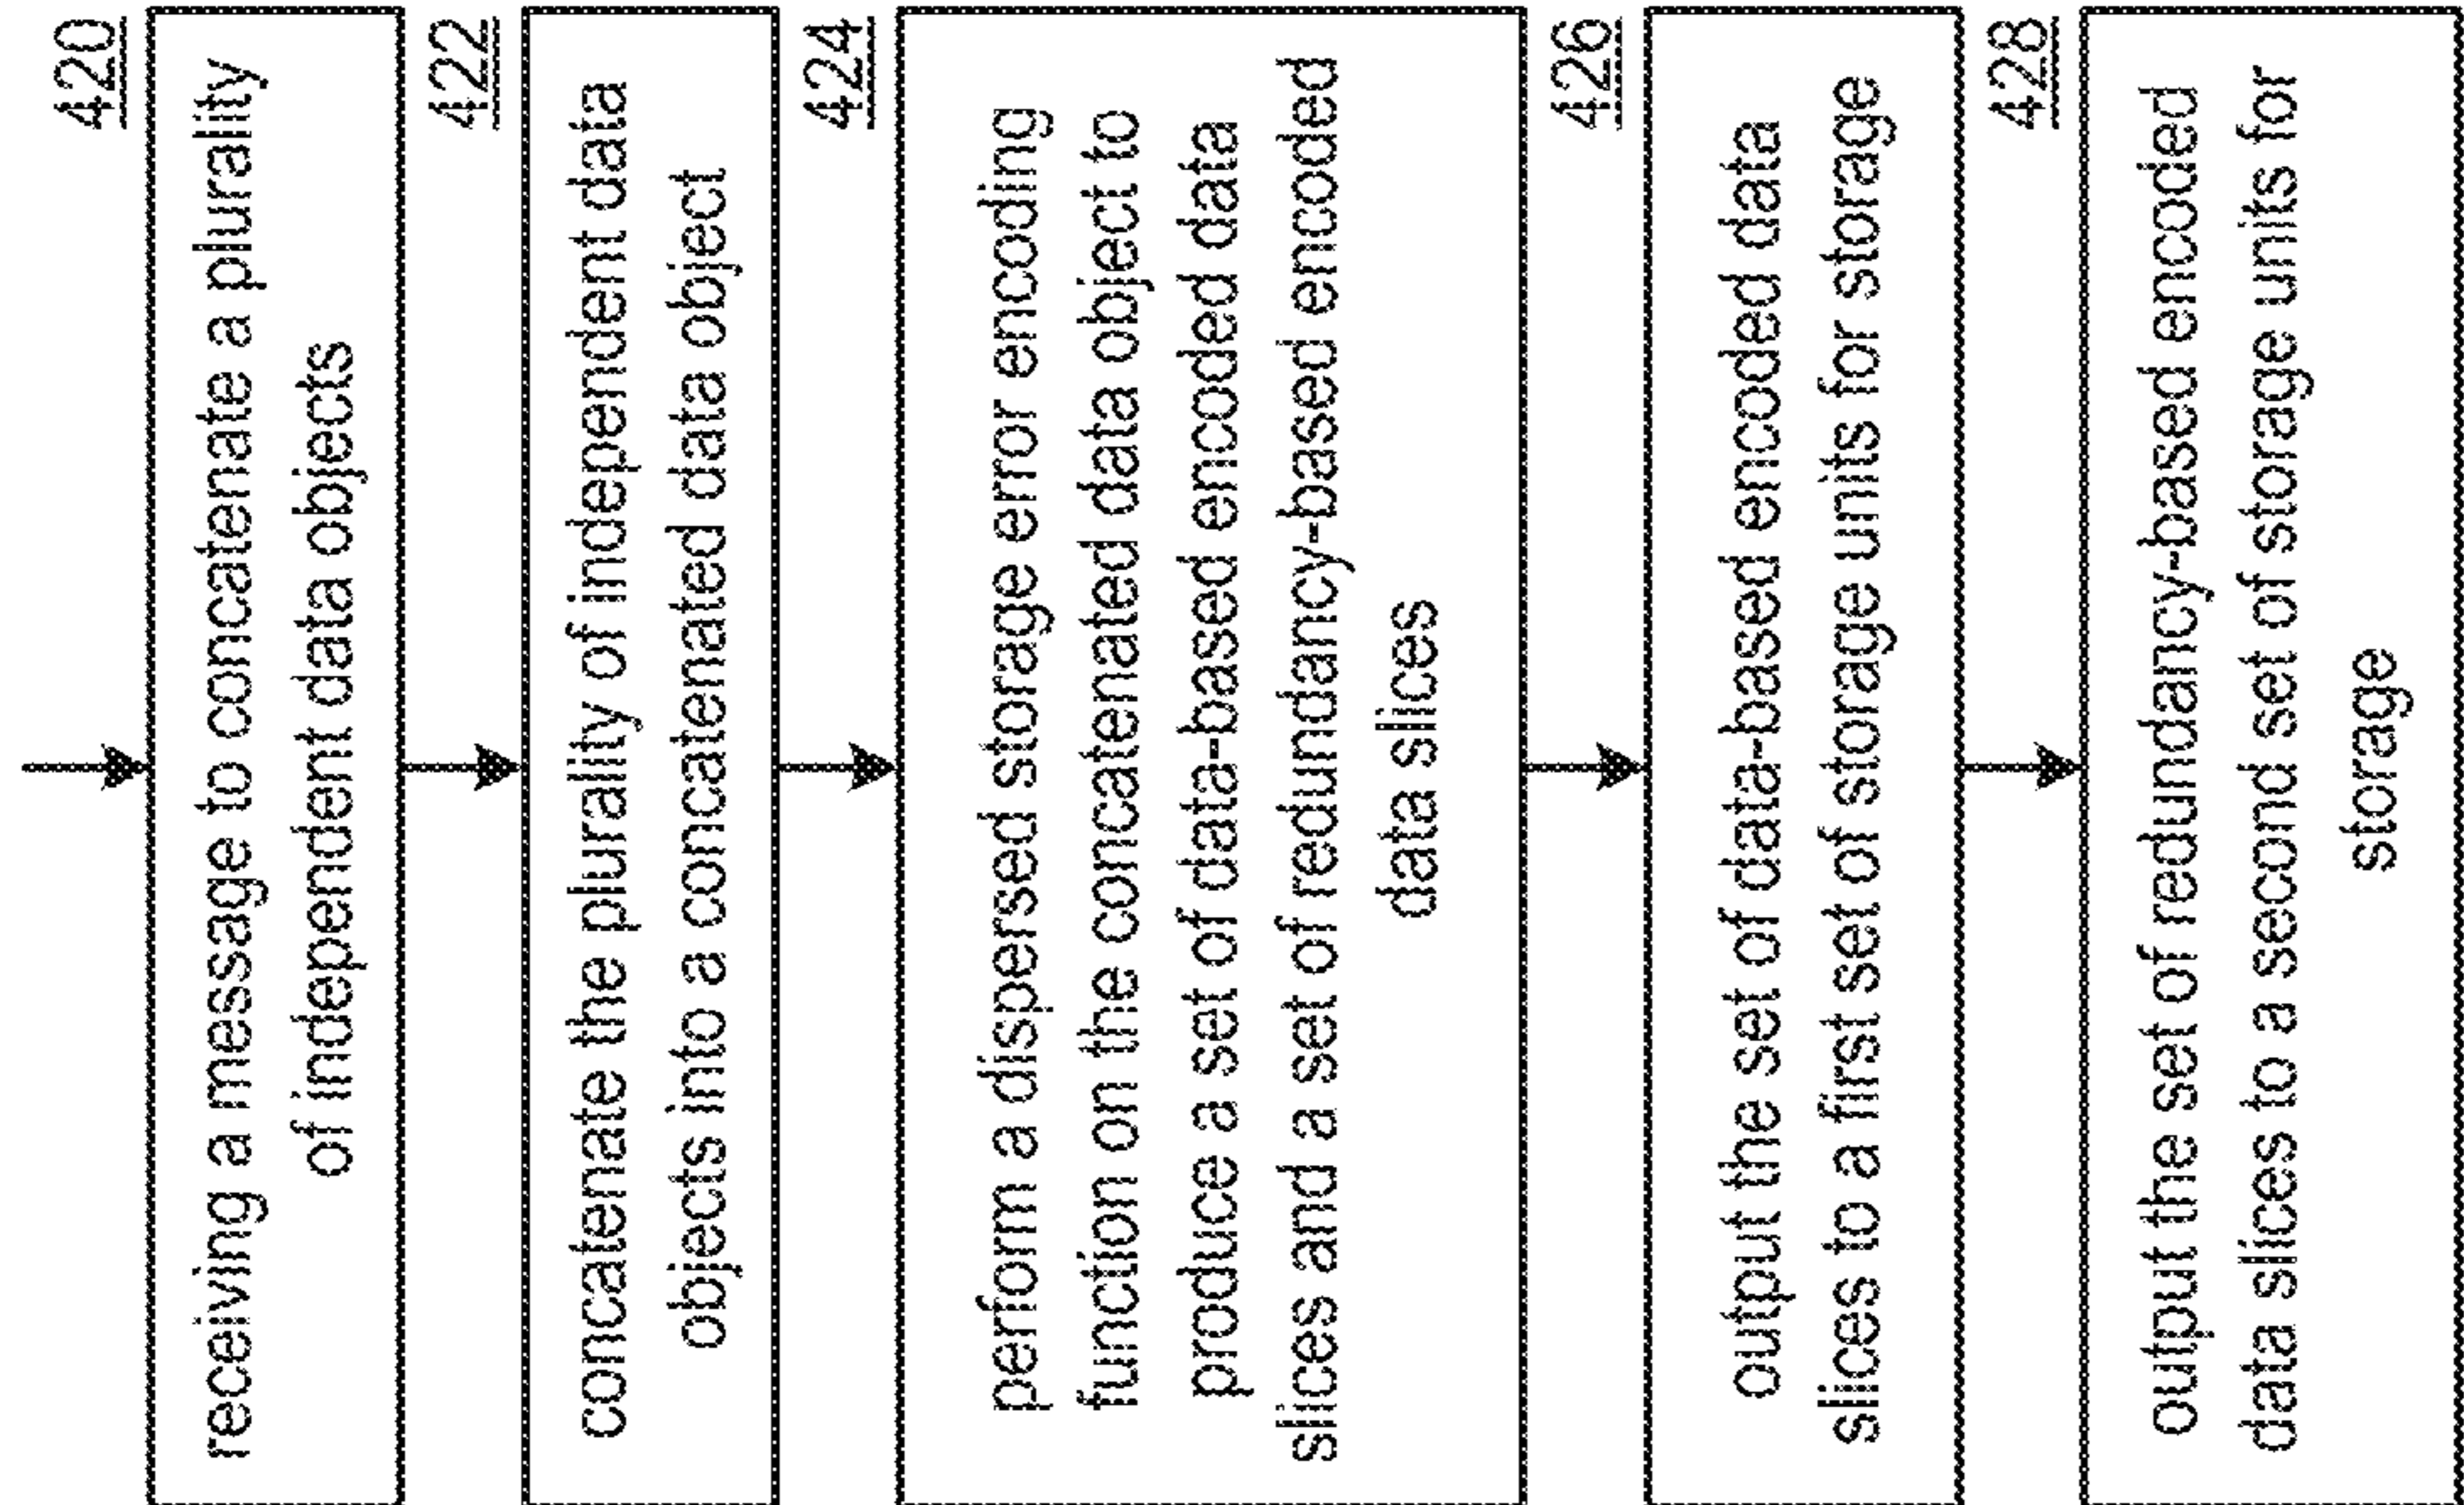 420
receiving a message to concatenate a plurality
of independent data objects
422
concatenate the plurality of independent data
objects into a concatenated data object
424
perform a dispersed storage error encoding
function on the concatenated data object to
produce a set of data-based encoded data
slices and a set of redundancy-based encoded
data slices
426
output the set of data-based encoded data
slices to a first set of storage units for storage
428
output the set of redundancy-based encoded
data slices to a second set of storage units for
storage